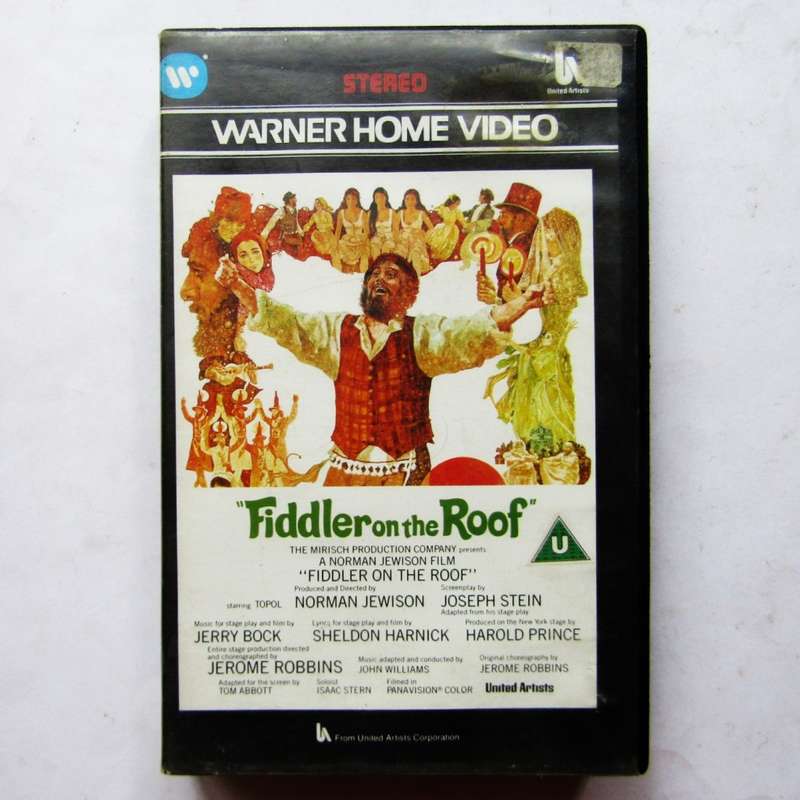 STEREO
United Artists
WARNER HOME VIDEO
"Fiddler on the Roof"
U
THE MIRISCH PRODUCTION COMPANY presents
A NORMAN JEWISON FILM
"FIDDLER ON THE ROOF"
starring TOPOL
Produced and Directed by
NORMAN JEWISON
Screenplay by
JOSEPH STEIN
Adapted from his stage play
Music for stage play and film by
JERRY BOCK
Lyrics for stage play and film by
SHELDON HARNICK
Produced on the New York stage by
HAROLD PRINCE
Entire stage production directed
and choreographed by
JEROME ROBBINS
Music adapted and conducted by
JOHN WILLIAMS
Original choreography by
JEROME ROBBINS
Adapted for the screen by
TOM ABBOTT
Soloist
ISAAC STERN
Filmed in
PANAVISION® COLOR
United Artists
From United Artists Corporation